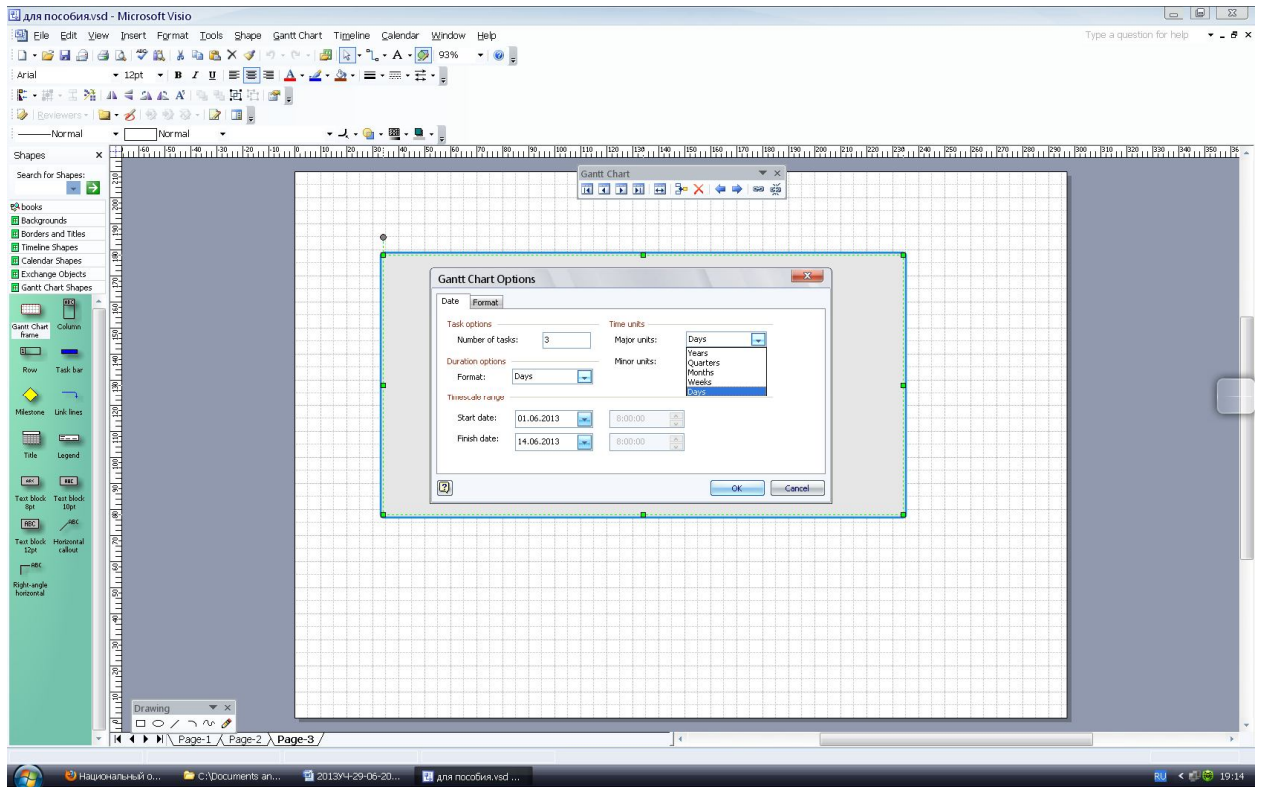 для пособия.vsd - Microsoft Visio
File Edit View Insert Format Tools Shape Gantt Chart Timeline Calendar Window Help
Type a question for help
93%
Arial 12pt B I U
Reviewers
Normal Normal
Shapes
Search for Shapes:
books
Backgrounds
Borders and Titles
Timeline Shapes
Calendar Shapes
Exchange Objects
Gantt Chart Shapes
Gantt Chart frame
Column
Row
Task bar
Milestone
Link lines
Title
Legend
Text block 8pt
Text block 10pt
Text block 12pt
Horizontal callout
Right-angle horizontal
Gantt Chart
Gantt Chart Options
Date Format
Task options
Number of tasks: 3
Duration options
Format: Days
Time units
Major units: Days
Years
Quarters
Months
Weeks
Days
Minor units:
Timescale range
Start date: 01.06.2013 8:00:00
Finish date: 14.06.2013 8:00:00
OK Cancel
Drawing
Page-1 Page-2 Page-3
Национальный о... C:\Documents an... 2013УЧ-29-06-20... для пособия.vsd ... RU 19:14